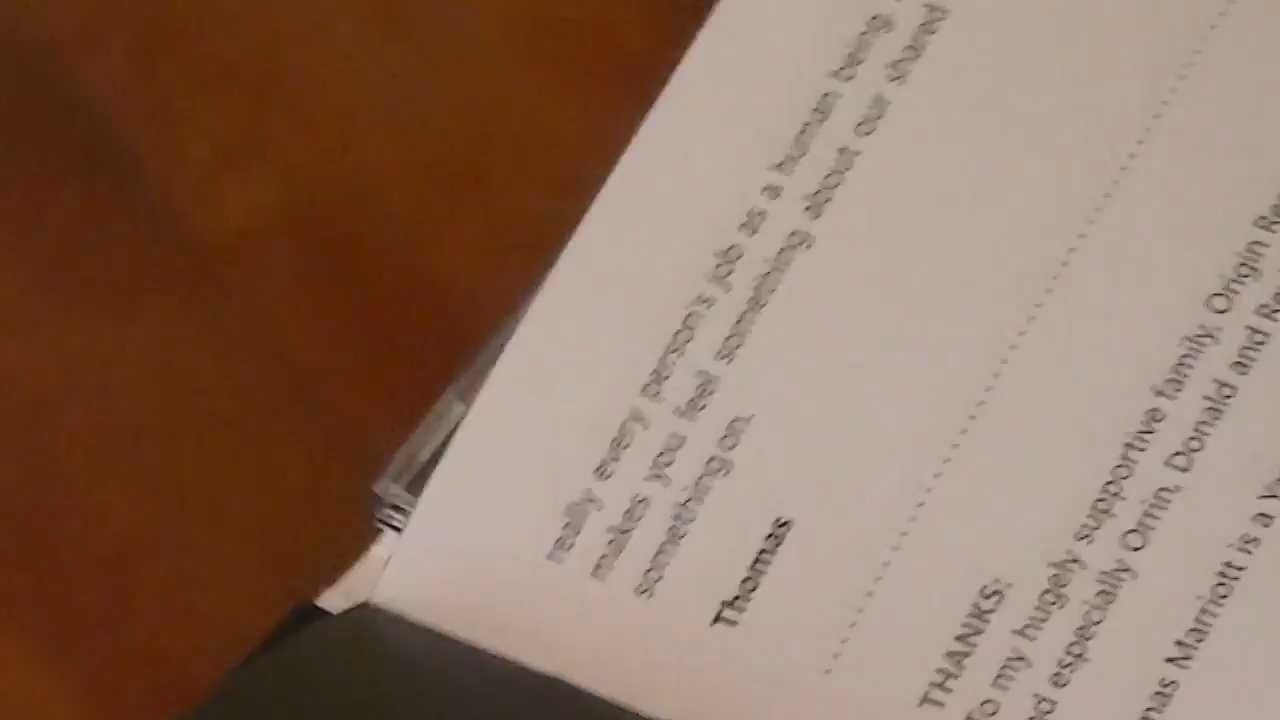 really every person's job as a human being.
makes you feel something about our shared
something on.
Thomas
THANKS:
To my hugely supportive family, Origin
especially Orrin, Donald and
Marriott is a